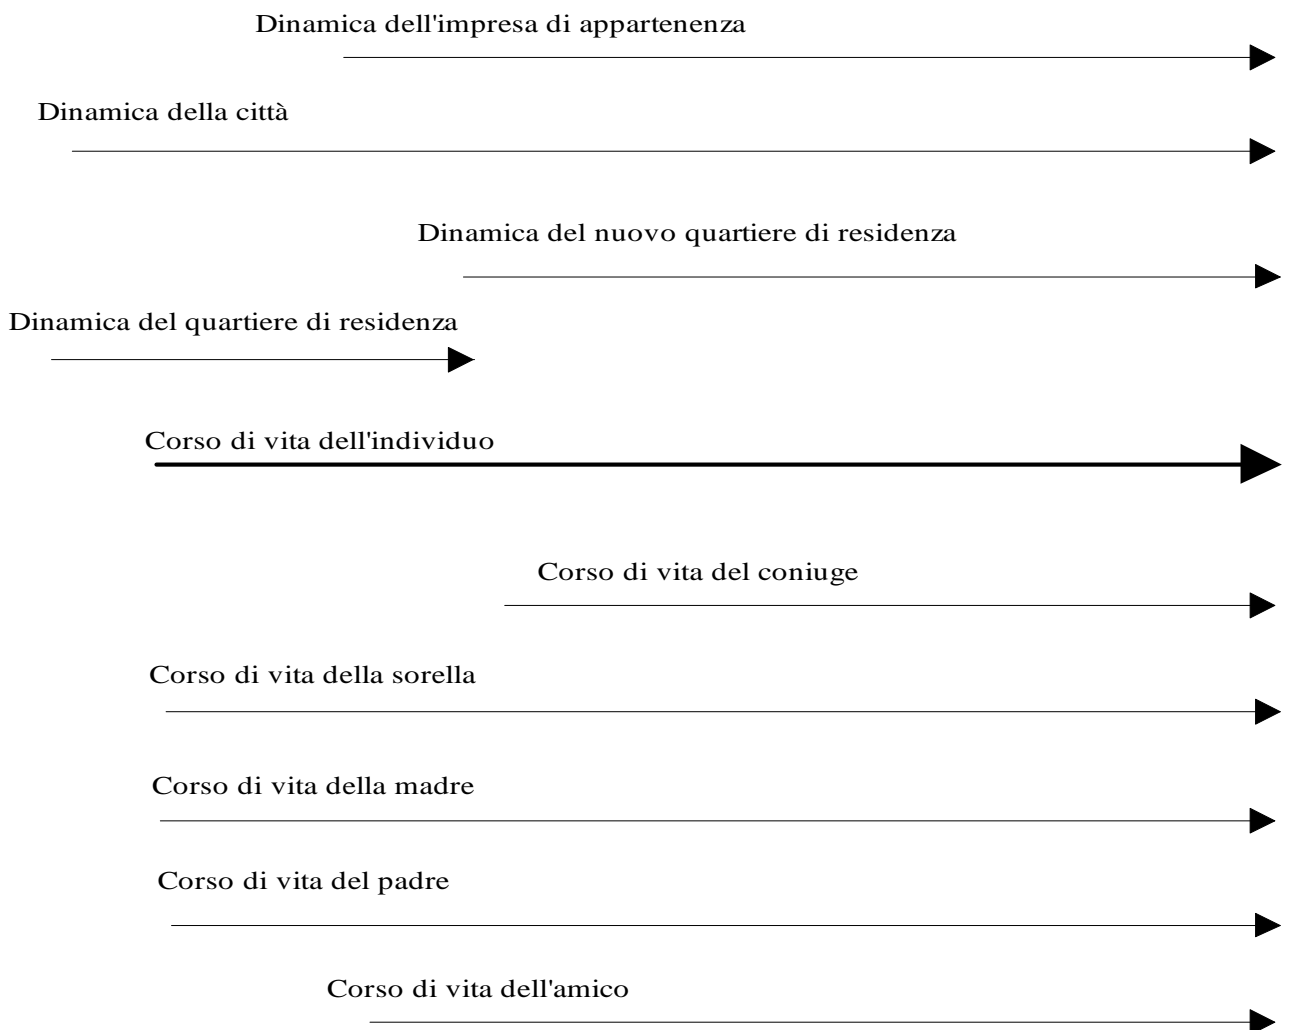 Dinamica dell'impresa di appartenenza
Dinamica della città
Dinamica del nuovo quartiere di residenza
Dinamica del quartiere di residenza
Corso di vita dell'individuo
Corso di vita del coniuge
Corso di vita della sorella
Corso di vita della madre
Corso di vita del padre
Corso di vita dell'amico